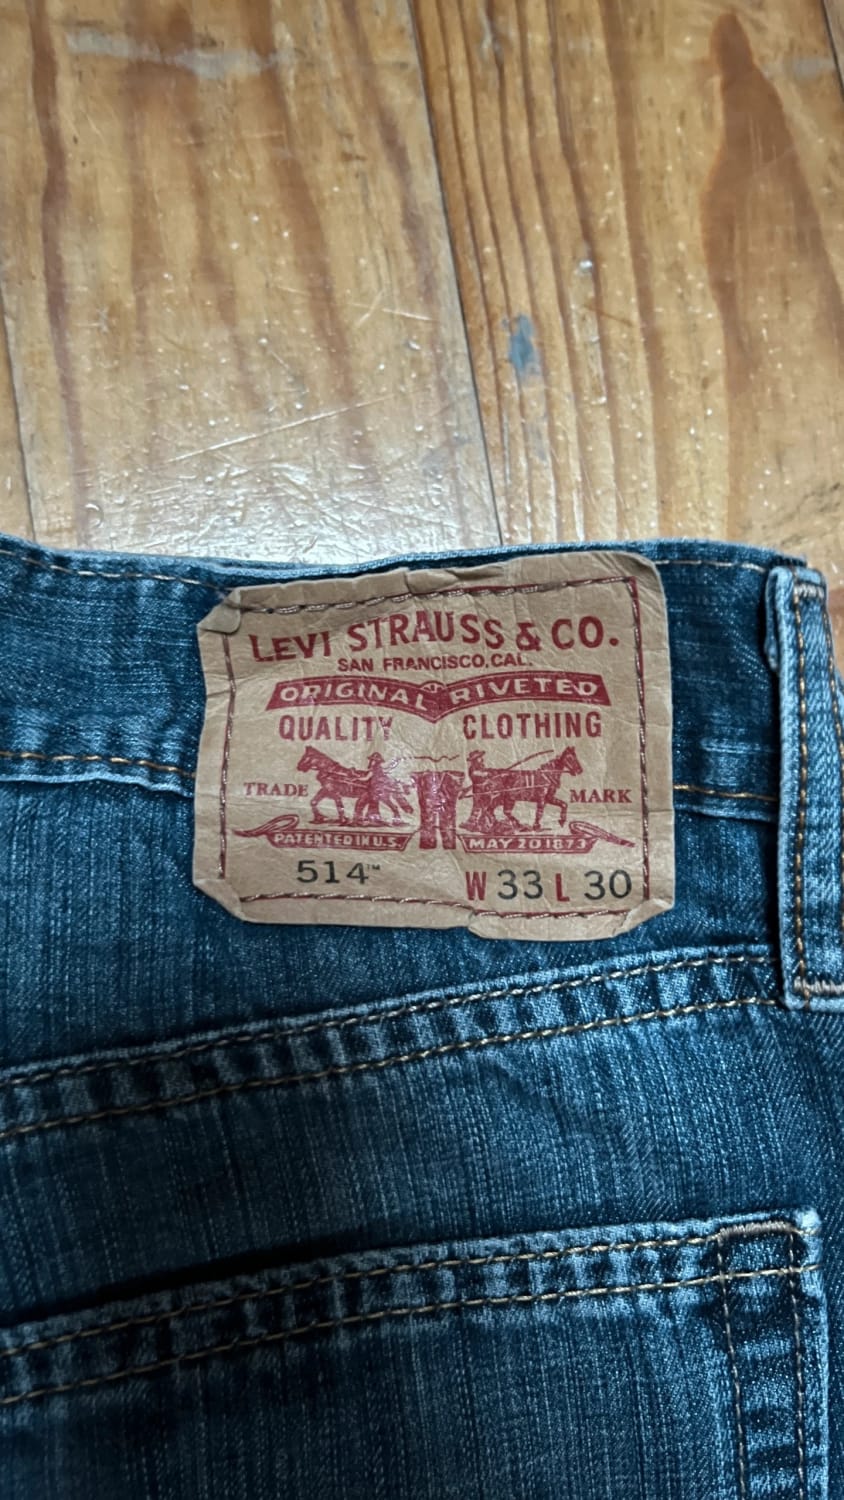 LEVI STRAUSS & CO.
SAN FRANCISCO, CAL.
ORIGINAL RIVETED
QUALITY CLOTHING
TRADE MARK
PATENTED IN U.S. MAY 20 1873
514™ W 33 L 30